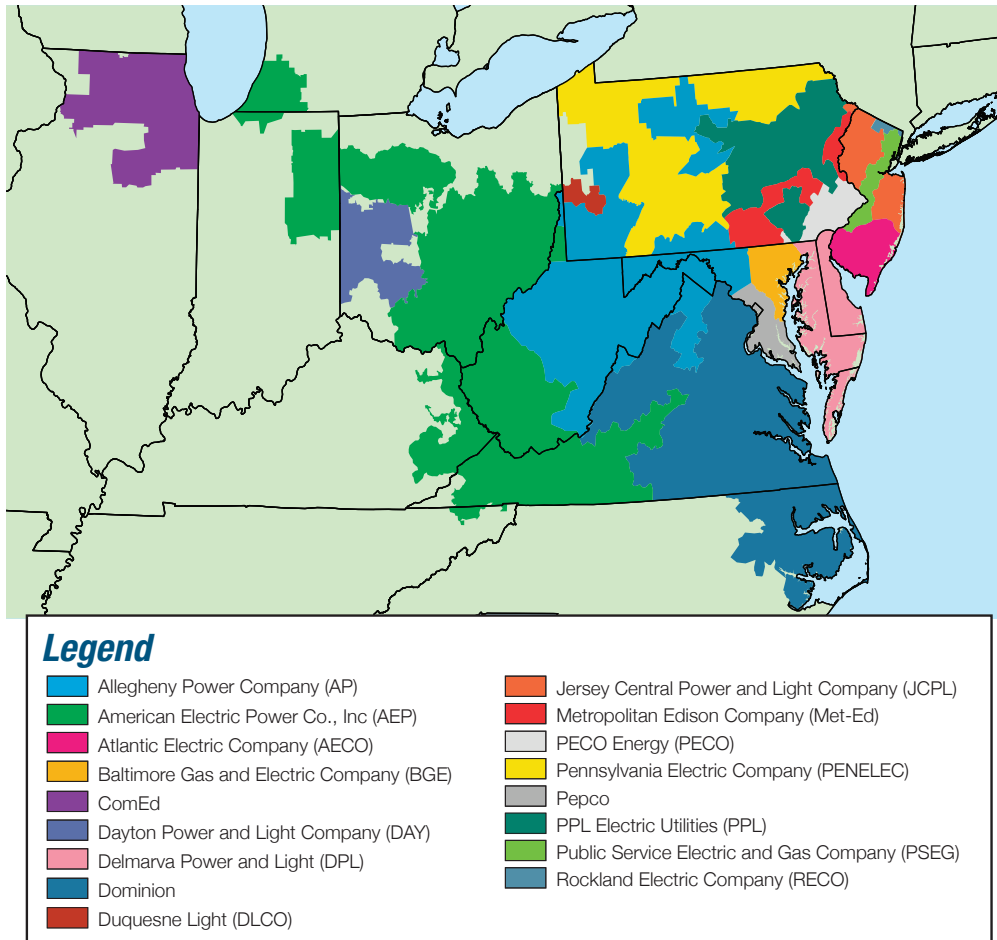 Legend
Allegheny Power Company (AP)
American Electric Power Co., Inc (AEP)
Atlantic Electric Company (AECO)
Baltimore Gas and Electric Company (BGE)
ComEd
Dayton Power and Light Company (DAY)
Delmarva Power and Light (DPL)
Dominion
Duquesne Light (DLCO)
Jersey Central Power and Light Company (JCPL)
Metropolitan Edison Company (Met-Ed)
PECO Energy (PECO)
Pennsylvania Electric Company (PENELEC)
Pepco
PPL Electric Utilities (PPL)
Public Service Electric and Gas Company (PSEG)
Rockland Electric Company (RECO)